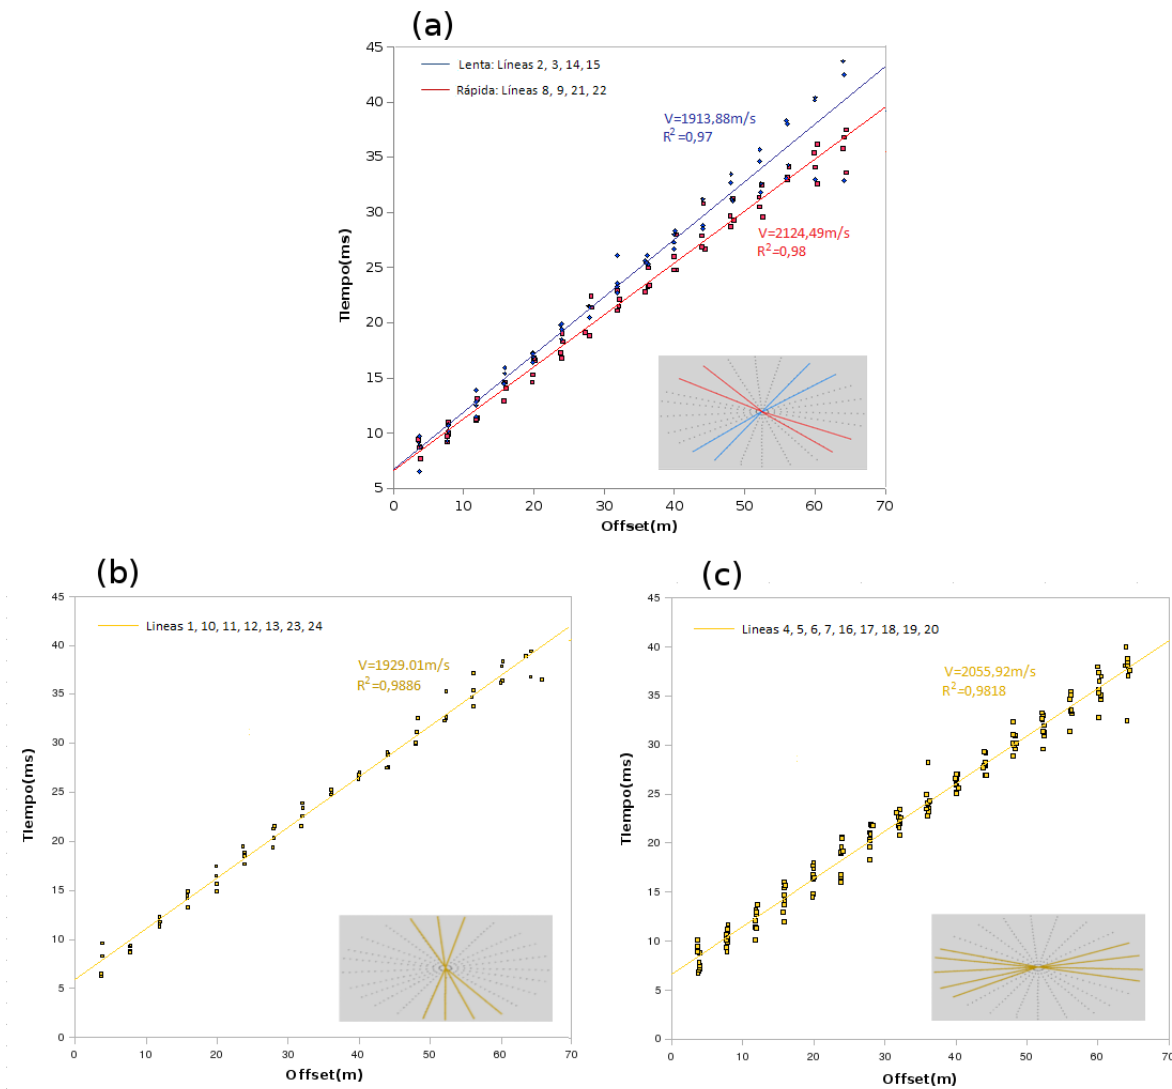 (a)
45
40
35
30
25
20
15
10
5
0 10 20 30 40 50 60 70
Tiempo(ms)
Offset(m)
Lenta: Líneas 2, 3, 14, 15
Rápida: Líneas 8, 9, 21, 22
V=1913,88m/s
R²=0,97
V=2124,49m/s
R²=0,98
(b)
45
40
35
30
25
20
15
10
5
0
0 10 20 30 40 50 60 70
TIempo(ms)
Offset(m)
Lineas 1, 10, 11, 12, 13, 23, 24
V=1929.01m/s
R²=0,9886
(c)
45
40
35
30
25
20
15
10
5
0
0 10 20 30 40 50 60 70
TIempo(ms)
Offset(m)
Lineas 4, 5, 6, 7, 16, 17, 18, 19, 20
V=2055,92m/s
R²=0,9818